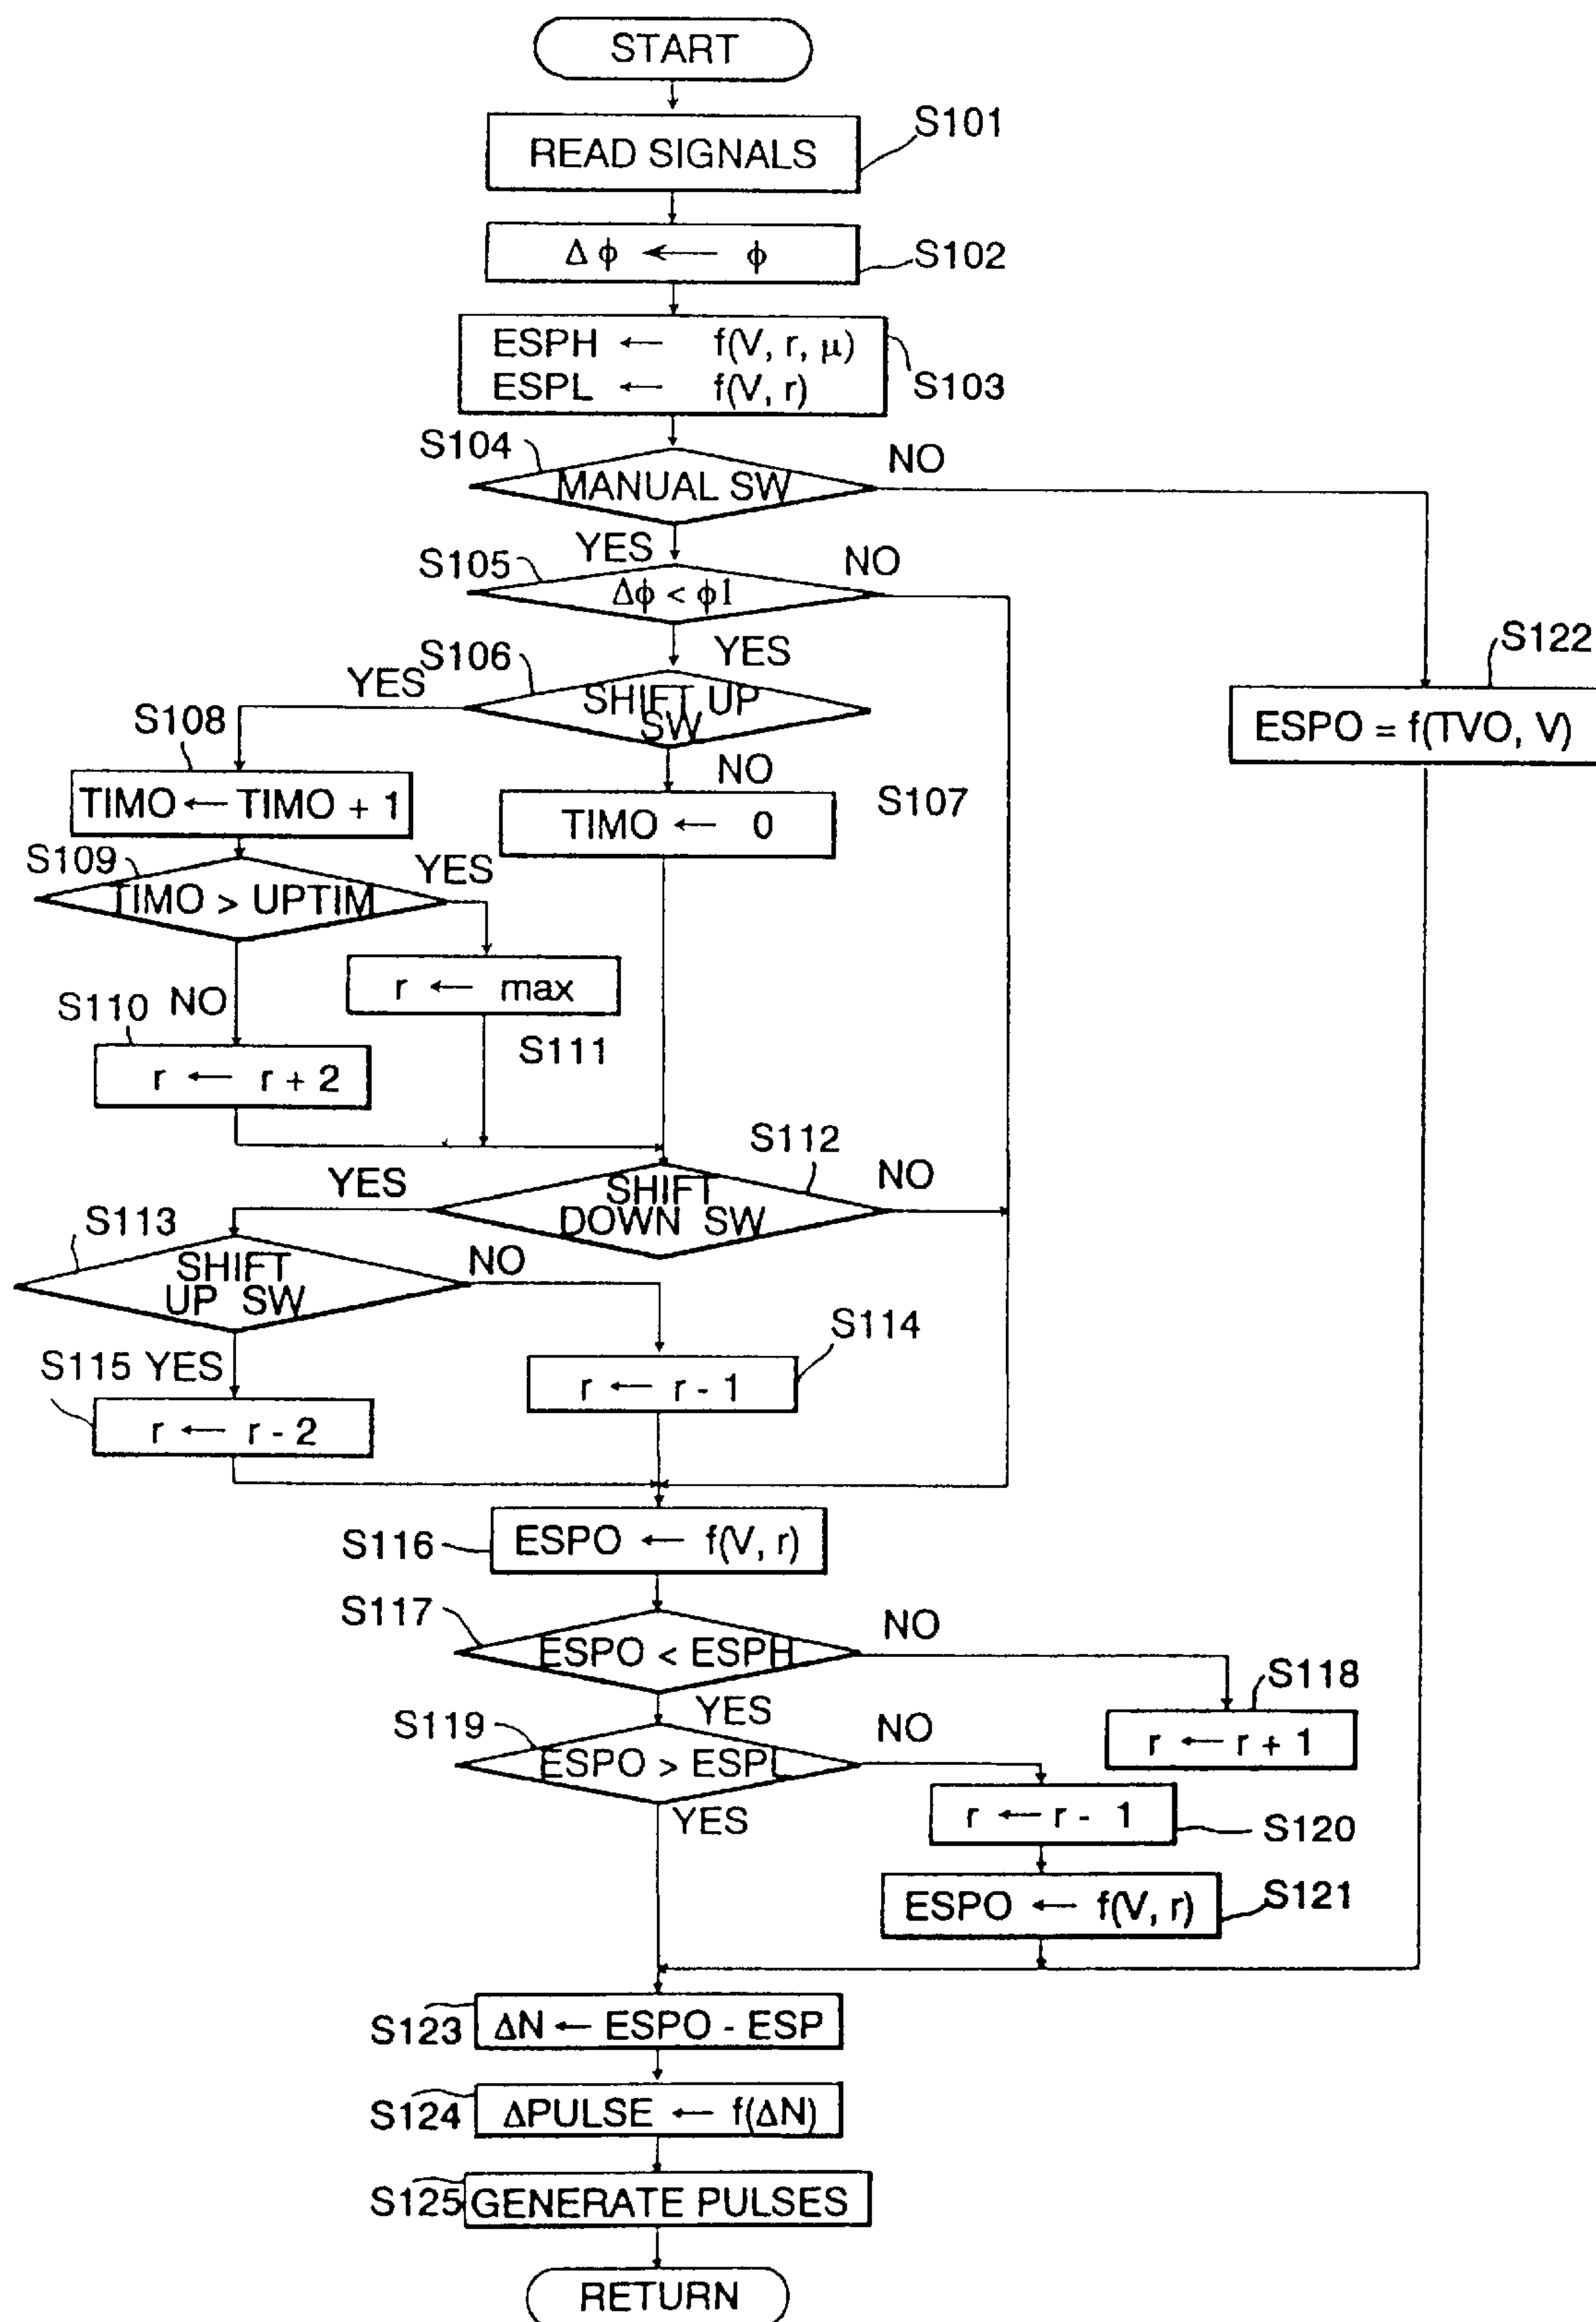 START
READ SIGNALS
S101
Δ ϕ ← ϕ
S102
ESPH ← f(V, r, μ)
ESPL ← f(V, r)
S103
S104
MANUAL SW
NO
YES
S105
Δϕ < ϕ1
NO
YES
S106
SHIFT UP
SW
YES
NO
S122
ESPO = f(TVO, V)
S108
TIMO ← TIMO + 1
TIMO ← 0
S107
S109
TIMO > UPTIM
YES
NO
r ← max
S111
S110
r ← r + 2
S112
SHIFT
DOWN SW
YES
NO
S113
SHIFT
UP SW
NO
YES
S114
r ← r - 1
S115
r ← r - 2
S116
ESPO ← f(V, r)
S117
ESPO < ESPH
NO
YES
S118
r ← r + 1
S119
ESPO > ESPL
NO
YES
r ← r - 1
S120
ESPO ← f(V, r)
S121
S123
ΔN ← ESPO - ESP
S124
ΔPULSE ← f(ΔN)
S125
GENERATE PULSES
RETURN